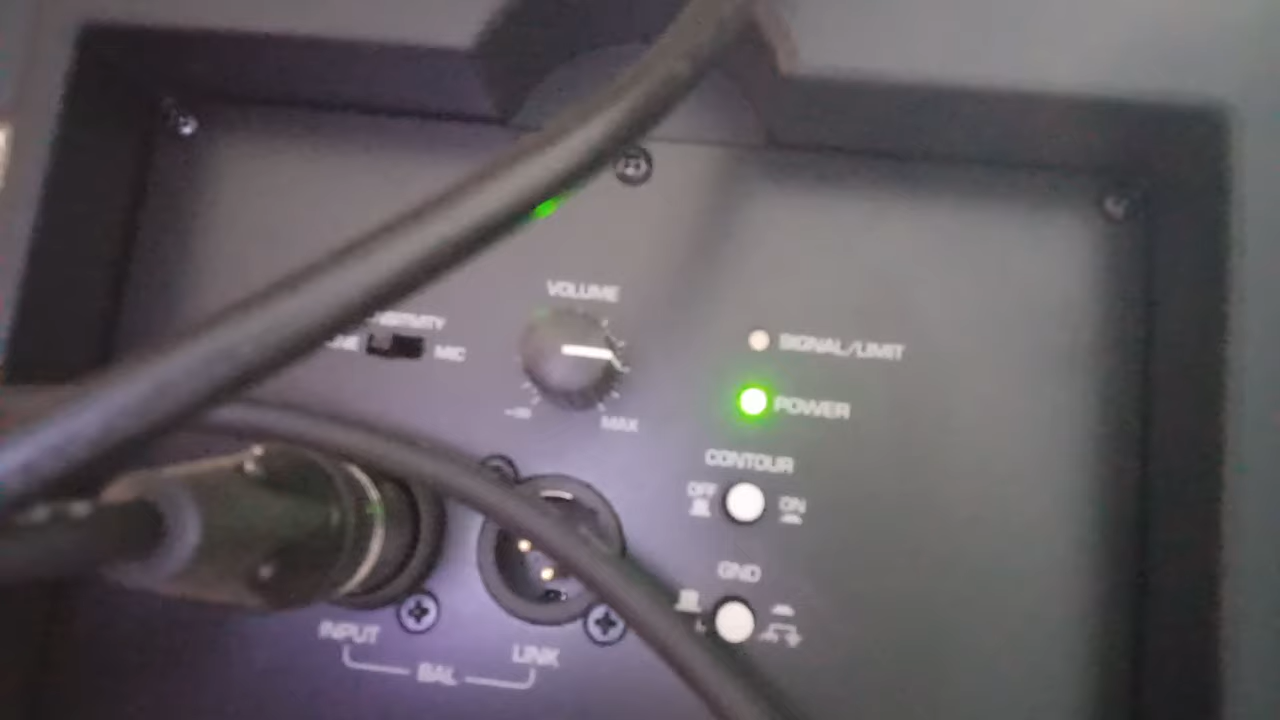 VOLUME
MIC
-∞
MAX
SIGNAL/LIMIT
POWER
CONTOUR
OFF
ON
GND
INPUT
LINK
BAL